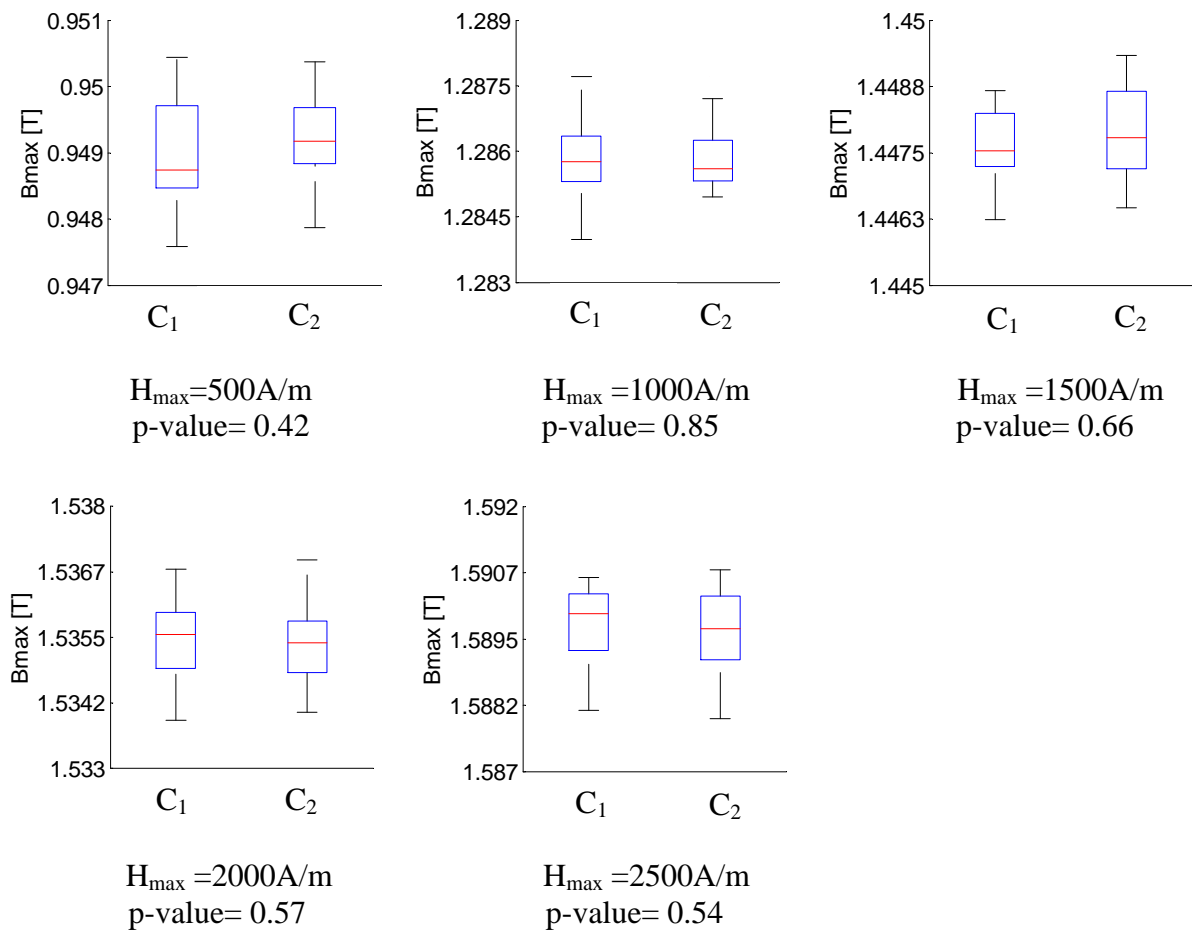 0.951
0.95
0.949
0.948
0.947
Bmax [T]
C₁ C₂
Hₘₐₓ=500A/m
p-value= 0.42
1.289
1.2875
1.286
1.2845
1.283
Bmax [T]
C₁ C₂
Hₘₐₓ =1000A/m
p-value= 0.85
1.45
1.4488
1.4475
1.4463
1.445
Bmax [T]
C₁ C₂
Hₘₐₓ =1500A/m
p-value= 0.66
1.538
1.5367
1.5355
1.5342
1.533
Bmax [T]
C₁ C₂
Hₘₐₓ =2000A/m
p-value= 0.57
1.592
1.5907
1.5895
1.5882
1.587
Bmax [T]
C₁ C₂
Hₘₐₓ =2500A/m
p-value= 0.54